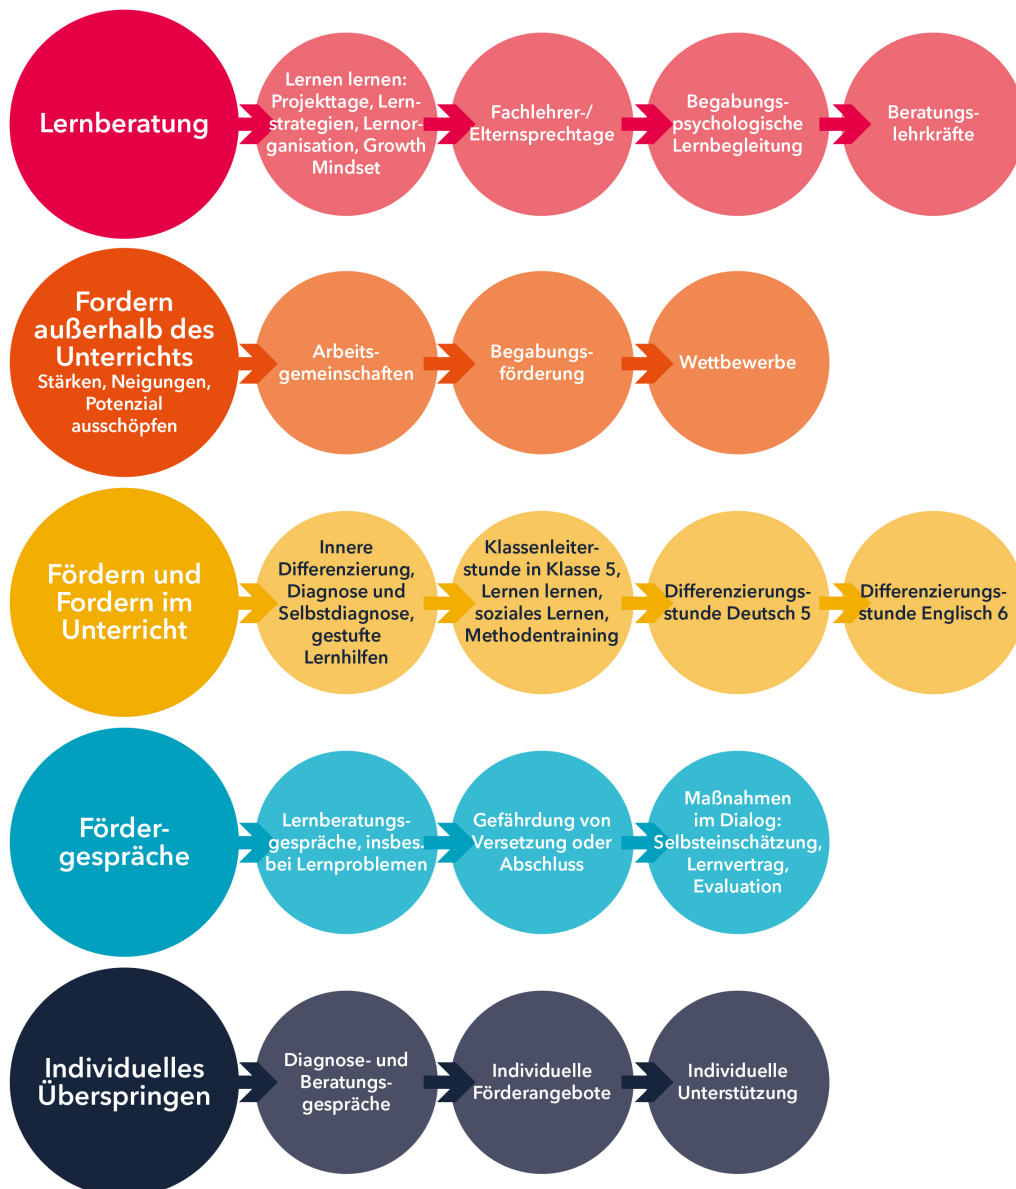 Lernberatung
Lernen lernen:
Projekttage, Lern-
strategien, Lernor-
ganisation, Growth
Mindset
Fachlehrer-/
Elternsprechtage
Begabungs-
psychologische
Lernbegleitung
Beratungs-
lehrkräfte
Fordern
außerhalb des
Unterrichts
Stärken, Neigungen,
Potenzial
ausschöpfen
Arbeits-
gemeinschaften
Begabungs-
förderung
Wettbewerbe
Fördern und
Fordern im
Unterricht
Innere
Differenzierung,
Diagnose und
Selbstdiagnose,
gestufte
Lernhilfen
Klassenleiter-
stunde in Klasse 5,
Lernen lernen,
soziales Lernen,
Methodentraining
Differenzierungs-
stunde Deutsch 5
Differenzierungs-
stunde Englisch 6
Förder-
gespräche
Lernberatungs-
gespräche, insbes.
bei Lernproblemen
Gefährdung von
Versetzung oder
Abschluss
Maßnahmen
im Dialog:
Selbsteinschätzung,
Lernvertrag,
Evaluation
Individuelles
Überspringen
Diagnose- und
Beratungs-
gespräche
Individuelle
Förderangebote
Individuelle
Unterstützung